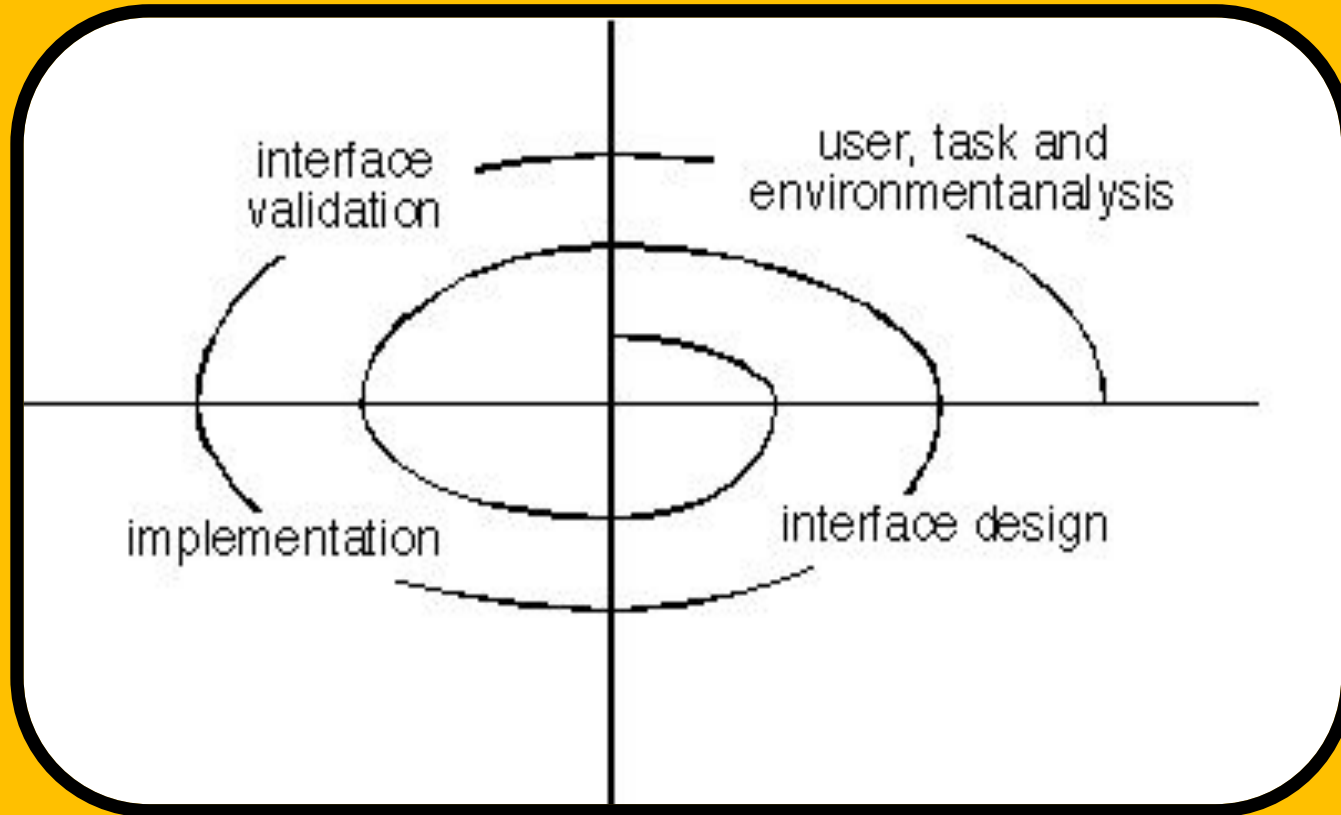 interface
validation
user, task and
environmentanalysis
implementation
interface design